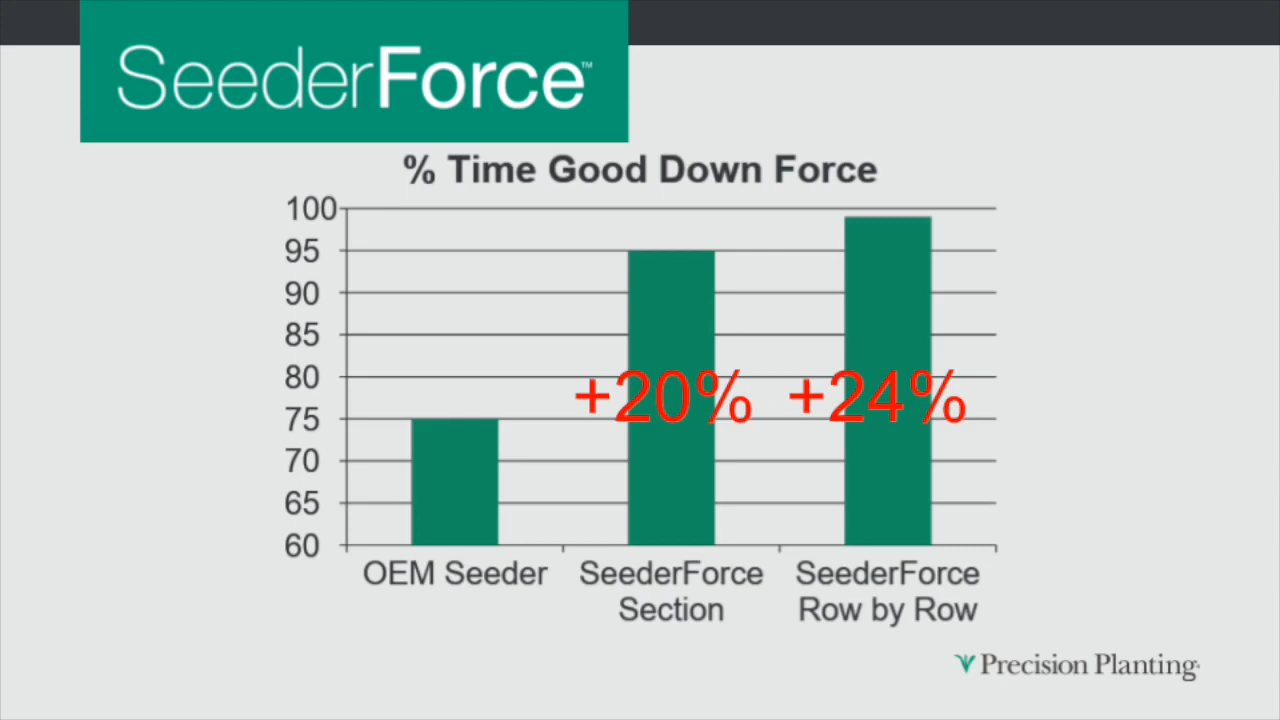 SeederForce™
% Time Good Down Force
100
95
90
85
80
75
70
65
60
+20% +24%
OEM Seeder
SeederForce
Section
SeederForce
Row by Row
Precision Planting